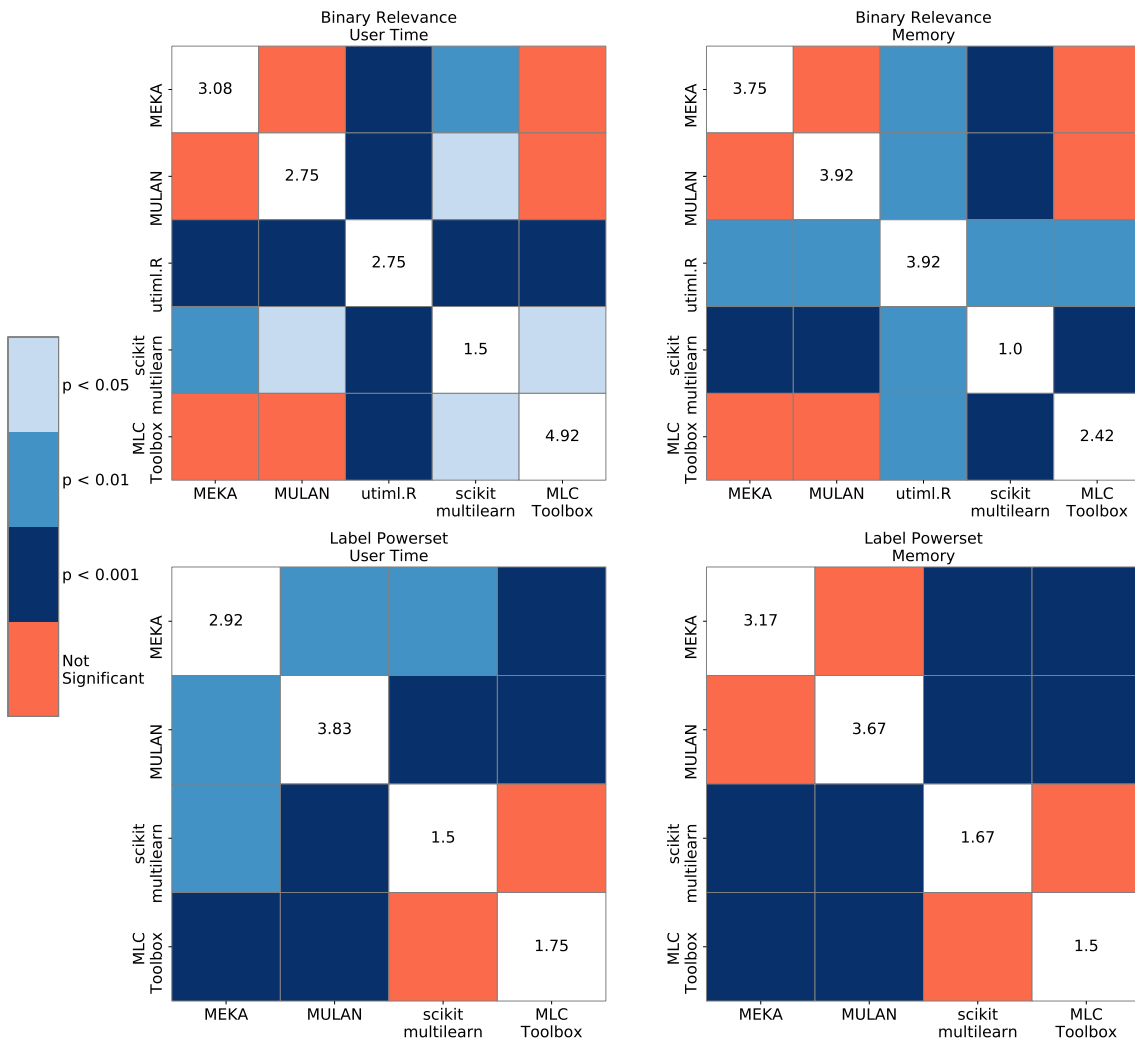 Binary Relevance
User Time
MEKA
MULAN
utiml.R
scikit
multilearn
MLC
Toolbox
3.08
2.75
2.75
1.5
4.92
MEKA
MULAN
utiml.R
scikit
multilearn
MLC
Toolbox
Binary Relevance
Memory
MEKA
MULAN
utiml.R
scikit
multilearn
MLC
Toolbox
3.75
3.92
3.92
1.0
2.42
MEKA
MULAN
utiml.R
scikit
multilearn
MLC
Toolbox
p < 0.05
p < 0.01
p < 0.001
Not
Significant
Label Powerset
User Time
MEKA
MULAN
scikit
multilearn
MLC
Toolbox
2.92
3.83
1.5
1.75
MEKA
MULAN
scikit
multilearn
MLC
Toolbox
Label Powerset
Memory
MEKA
MULAN
scikit
multilearn
MLC
Toolbox
3.17
3.67
1.67
1.5
MEKA
MULAN
scikit
multilearn
MLC
Toolbox